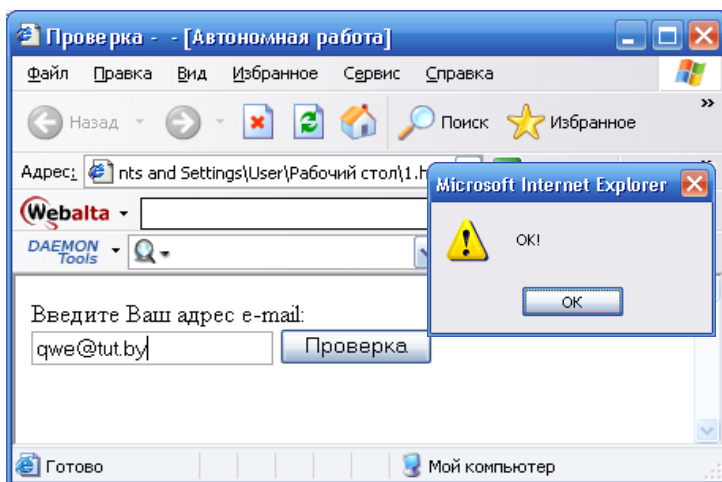 Проверка - - [Автономная работа]
Файл Правка Вид Избранное Сервис Справка
Назад Поиск Избранное »
Адрес: nts and Settings\User\Рабочий стол\1.h
Microsoft Internet Explorer
Webalta
OK!
DAEMON
Tools
OK
Введите Ваш адрес e-mail:
qwe@tut.by Проверка
Готово Мой компьютер